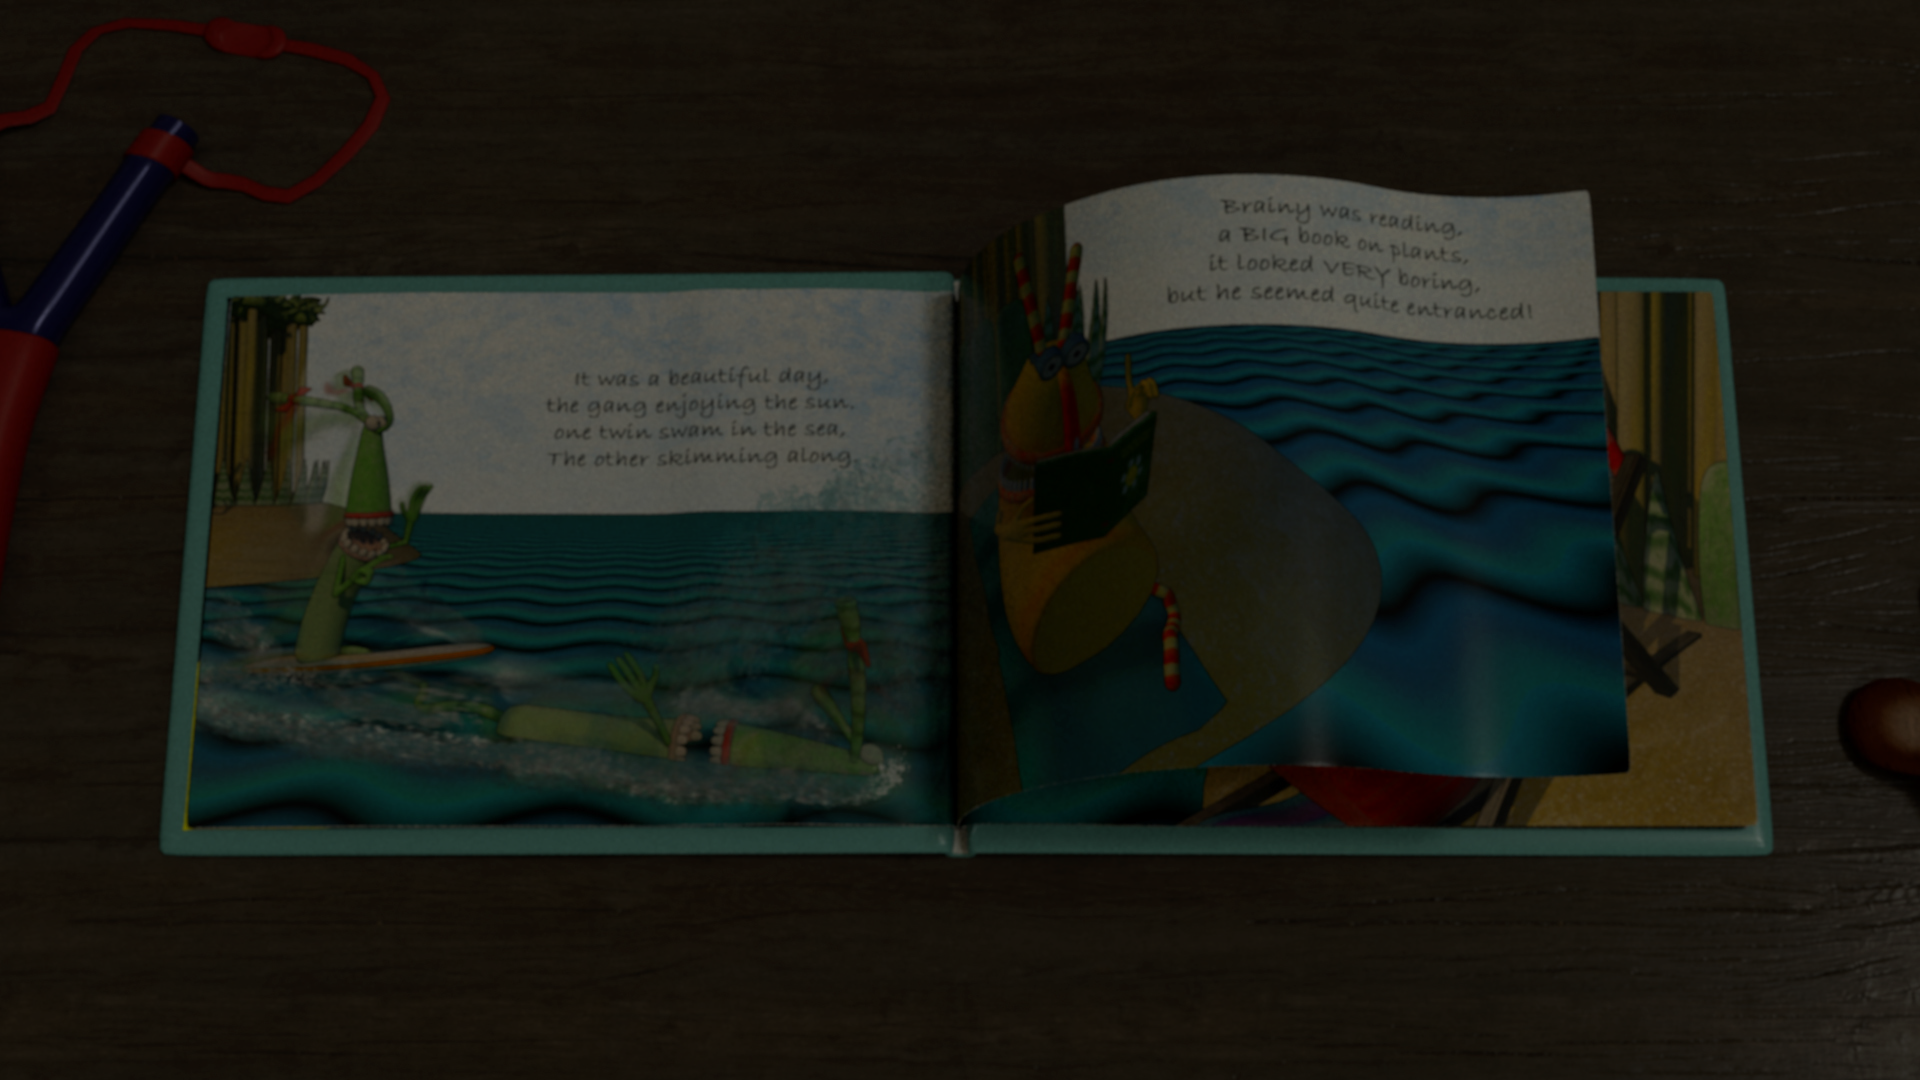 It was a beautiful day,
the gang enjoying the sun.
one twin swam in the sea,
The other skimming along.
Brainy was reading,
a BIG book on plants,
it looked VERY boring,
but he seemed quite entranced!